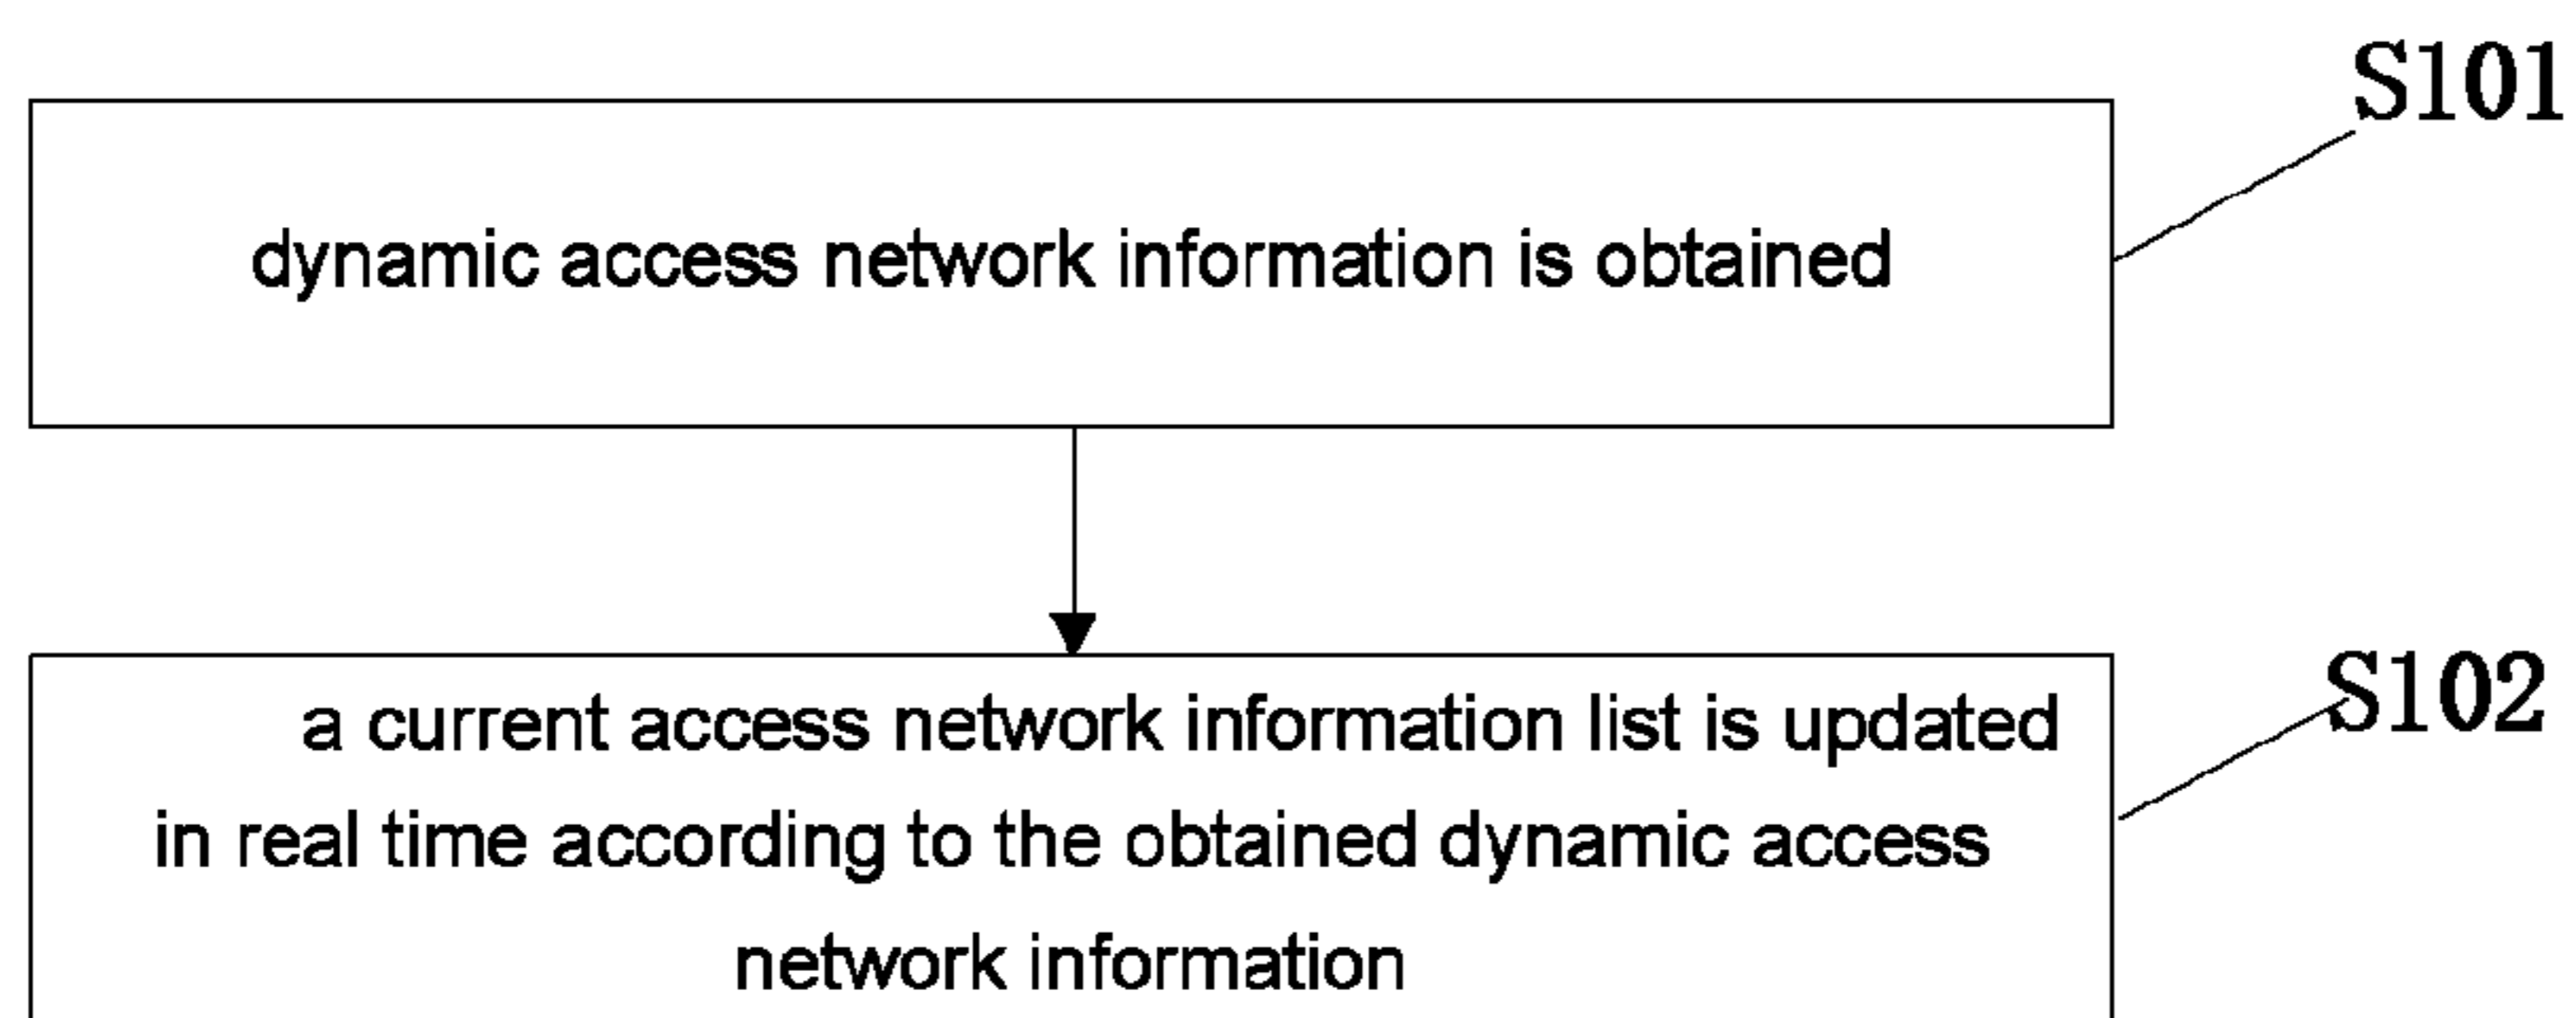 S101
dynamic access network information is obtained
a current access network information list is updated
S102
in real time according to the obtained dynamic access
network information